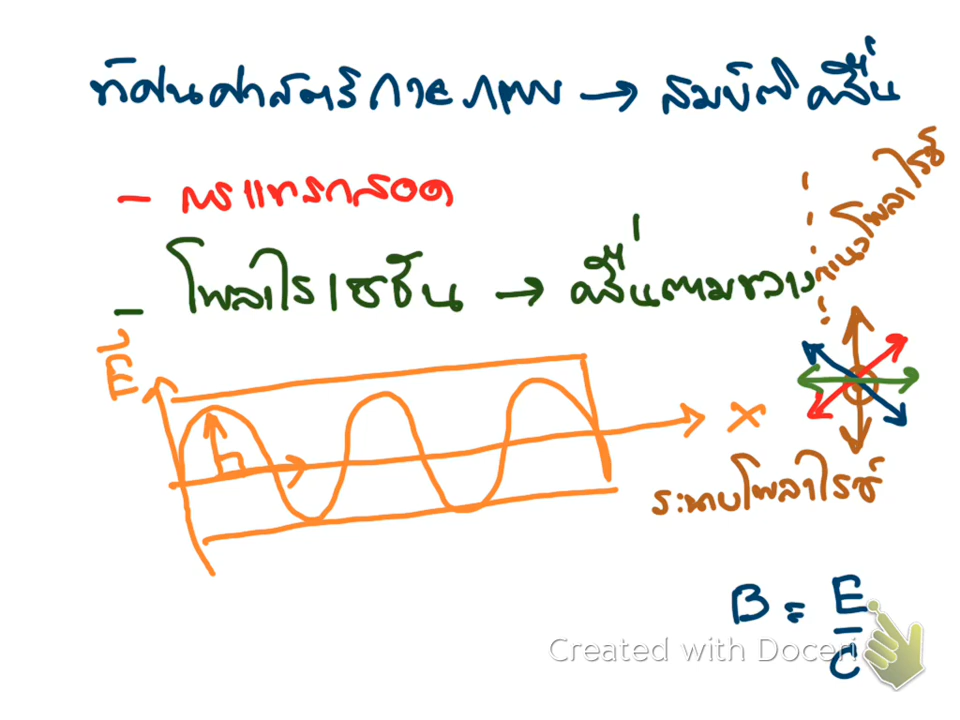 ทัศนศาสตร์กายภาพ → สมบัติคลื่น
- การแทรกสอด
- โพลาไรเซชัน → คลื่นตามขวาง
แนวโพลาไรซ์
E
x
ระนาบโพลาไรซ์
B = E/C
Created with Doceri